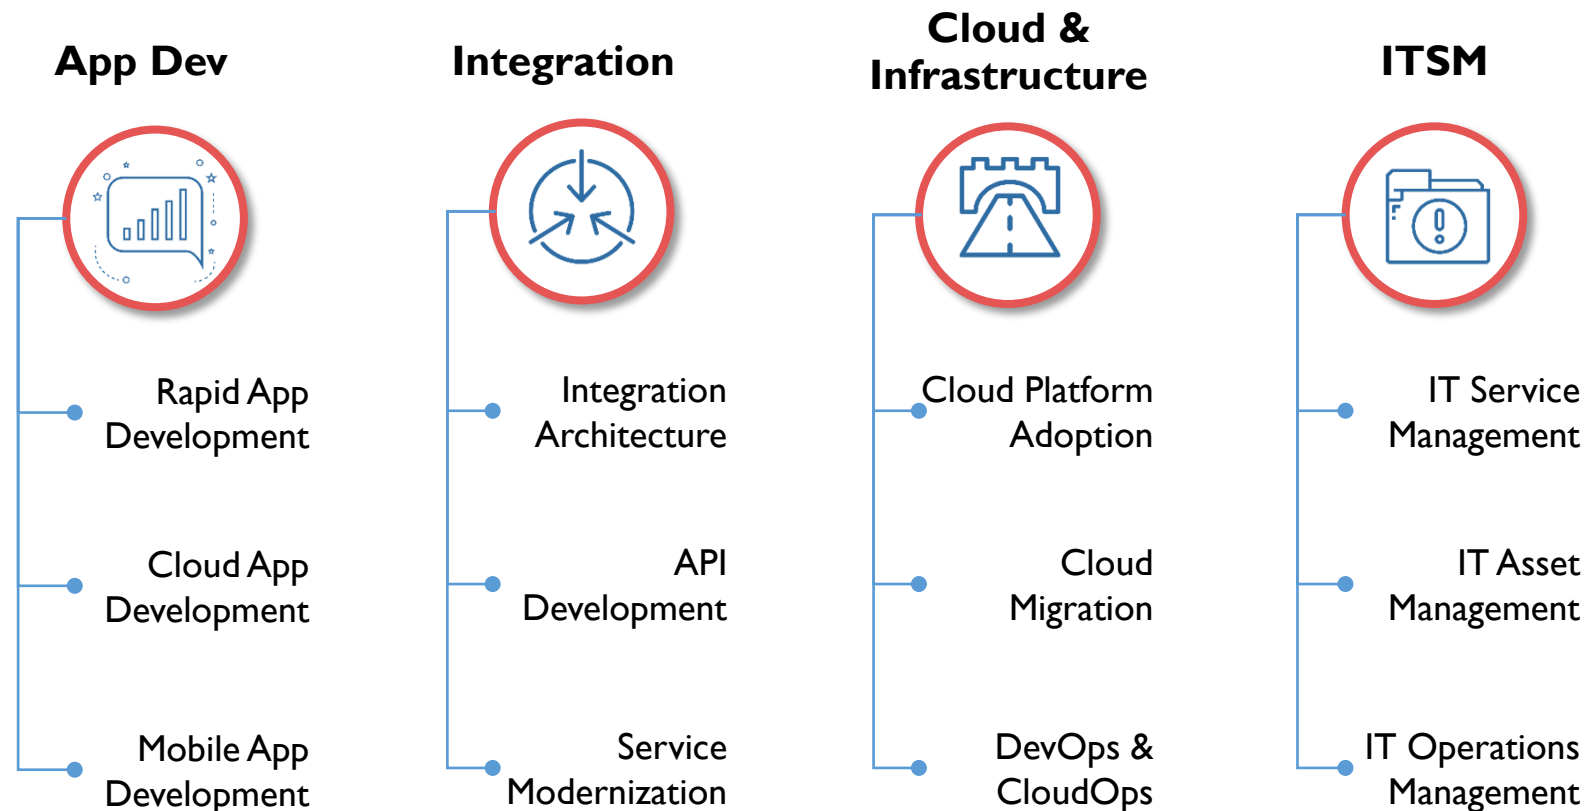 App Dev
Rapid App
Development
Cloud App
Development
Mobile App
Development
Integration
Integration
Architecture
API
Development
Service
Modernization
Cloud &
Infrastructure
Cloud Platform
Adoption
Cloud
Migration
DevOps &
CloudOps
ITSM
IT Service
Management
IT Asset
Management
IT Operations
Management